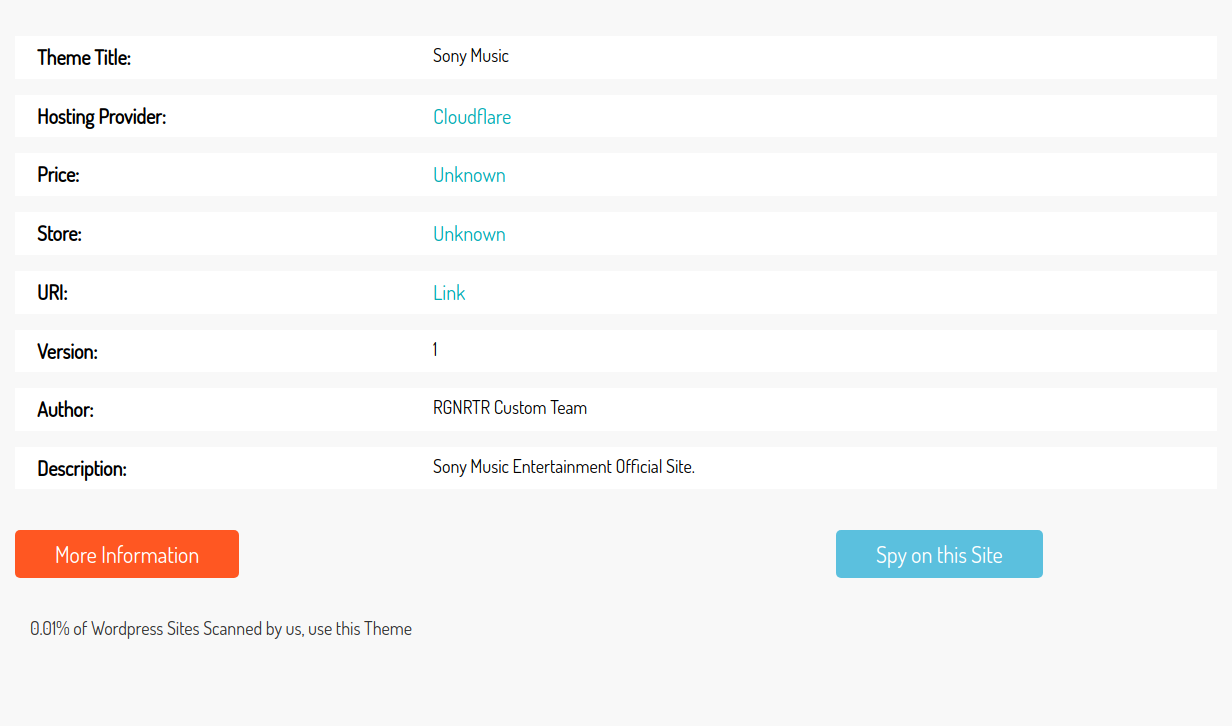 Theme Title: Sony Music
Hosting Provider: Cloudflare
Price: Unknown
Store: Unknown
URI: Link
Version: 1
Author: RGNRTR Custom Team
Description: Sony Music Entertainment Official Site.
More Information Spy on this Site
0.01% of Wordpress Sites Scanned by us, use this Theme